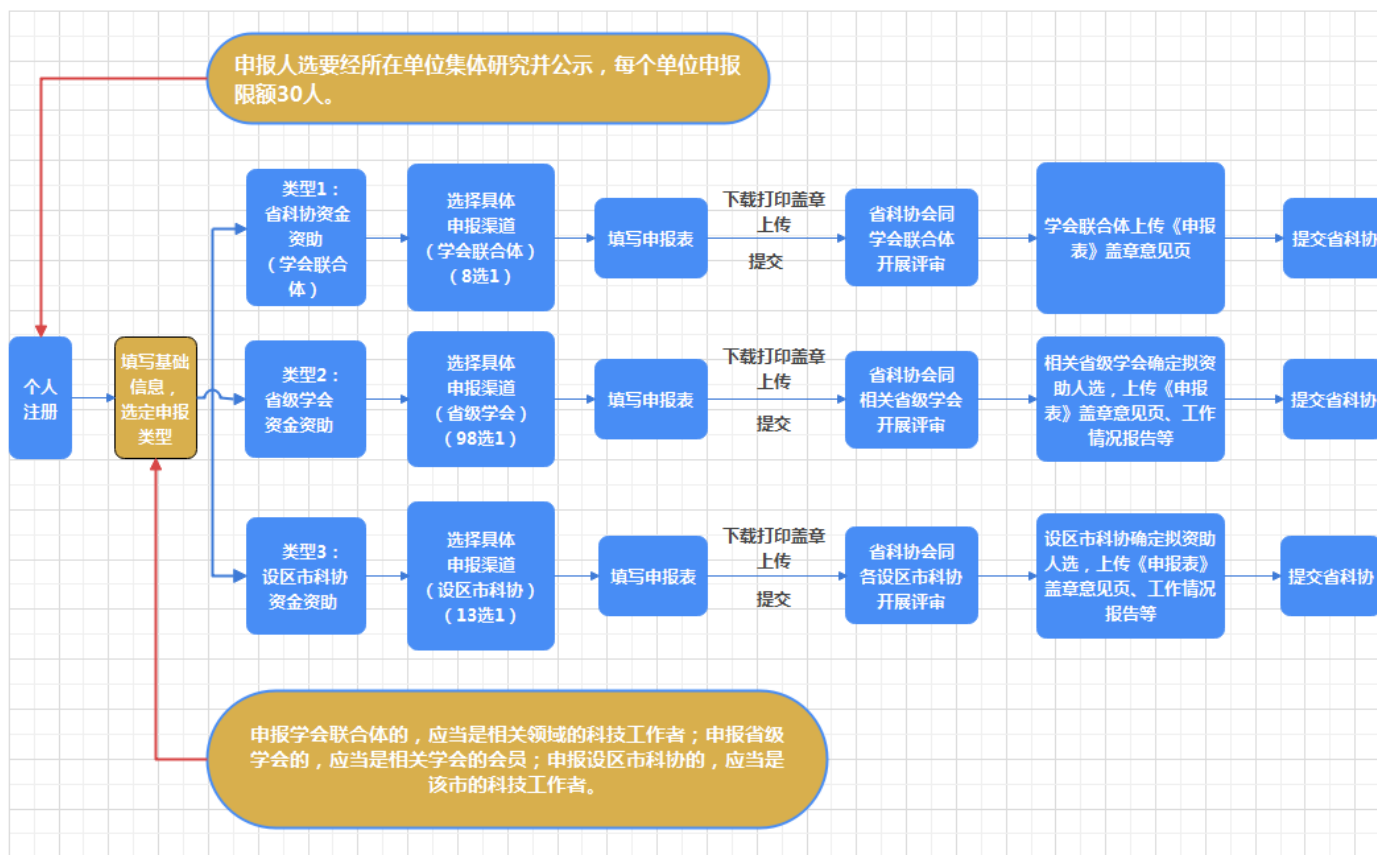 申报人选要经所在单位集体研究并公示，每个单位申报
限额30人。
类型1：
省科协资金
资助
（学会联合
体）
选择具体
申报渠道
（学会联合体）
（8选1）
填写申报表
下载打印盖章
上传
提交
省科协会同
学会联合体
开展评审
学会联合体上传《申报
表》盖章意见页
提交省科协
个人
注册
填写基础
信息，
选定申报
类型
类型2：
省级学会
资金资助
选择具体
申报渠道
（省级学会）
（98选1）
填写申报表
下载打印盖章
上传
提交
省科协会同
相关省级学会
开展评审
相关省级学会确定拟资
助人选，上传《申报
表》盖章意见页、工作
情况报告等
提交省科协
类型3：
设区市科协
资金资助
选择具体
申报渠道
（设区市科协）
（13选1）
填写申报表
下载打印盖章
上传
提交
省科协会同
各设区市科协
开展评审
设区市科协确定拟资助
人选，上传《申报表》
盖章意见页、工作情况
报告等
提交省科协
申报学会联合体的，应当是相关领域的科技工作者；申报省级
学会的，应当是相关学会的会员；申报设区市科协的，应当是
该市的科技工作者。